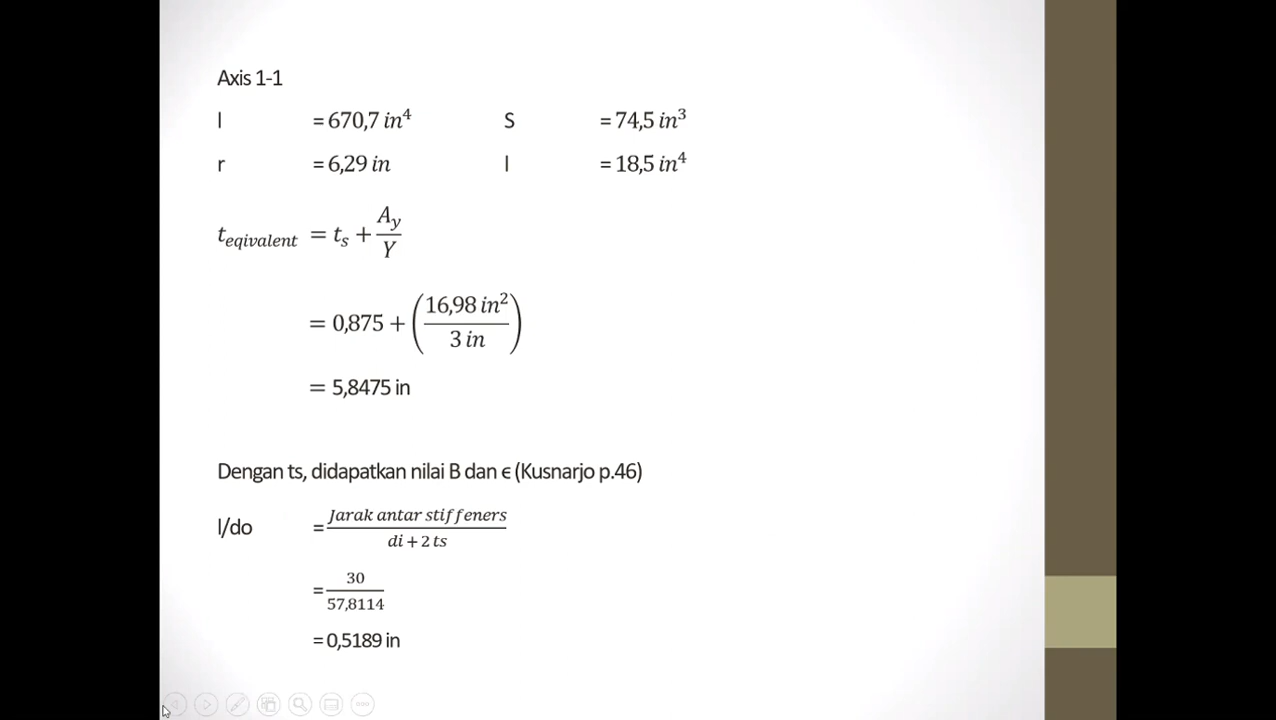 Axis 1-1
I = 670,7 in⁴ S = 74,5 in³
r = 6,29 in I = 18,5 in⁴
t_eqivalent = t_s + A_y / Y
= 0,875 + (16,98 in² / 3 in)
= 5,8475 in
Dengan ts, didapatkan nilai B dan ϵ (Kusnarjo p.46)
l/do = Jarak antar stiffeners / di + 2 ts
= 30 / 57,8114
= 0,5189 in